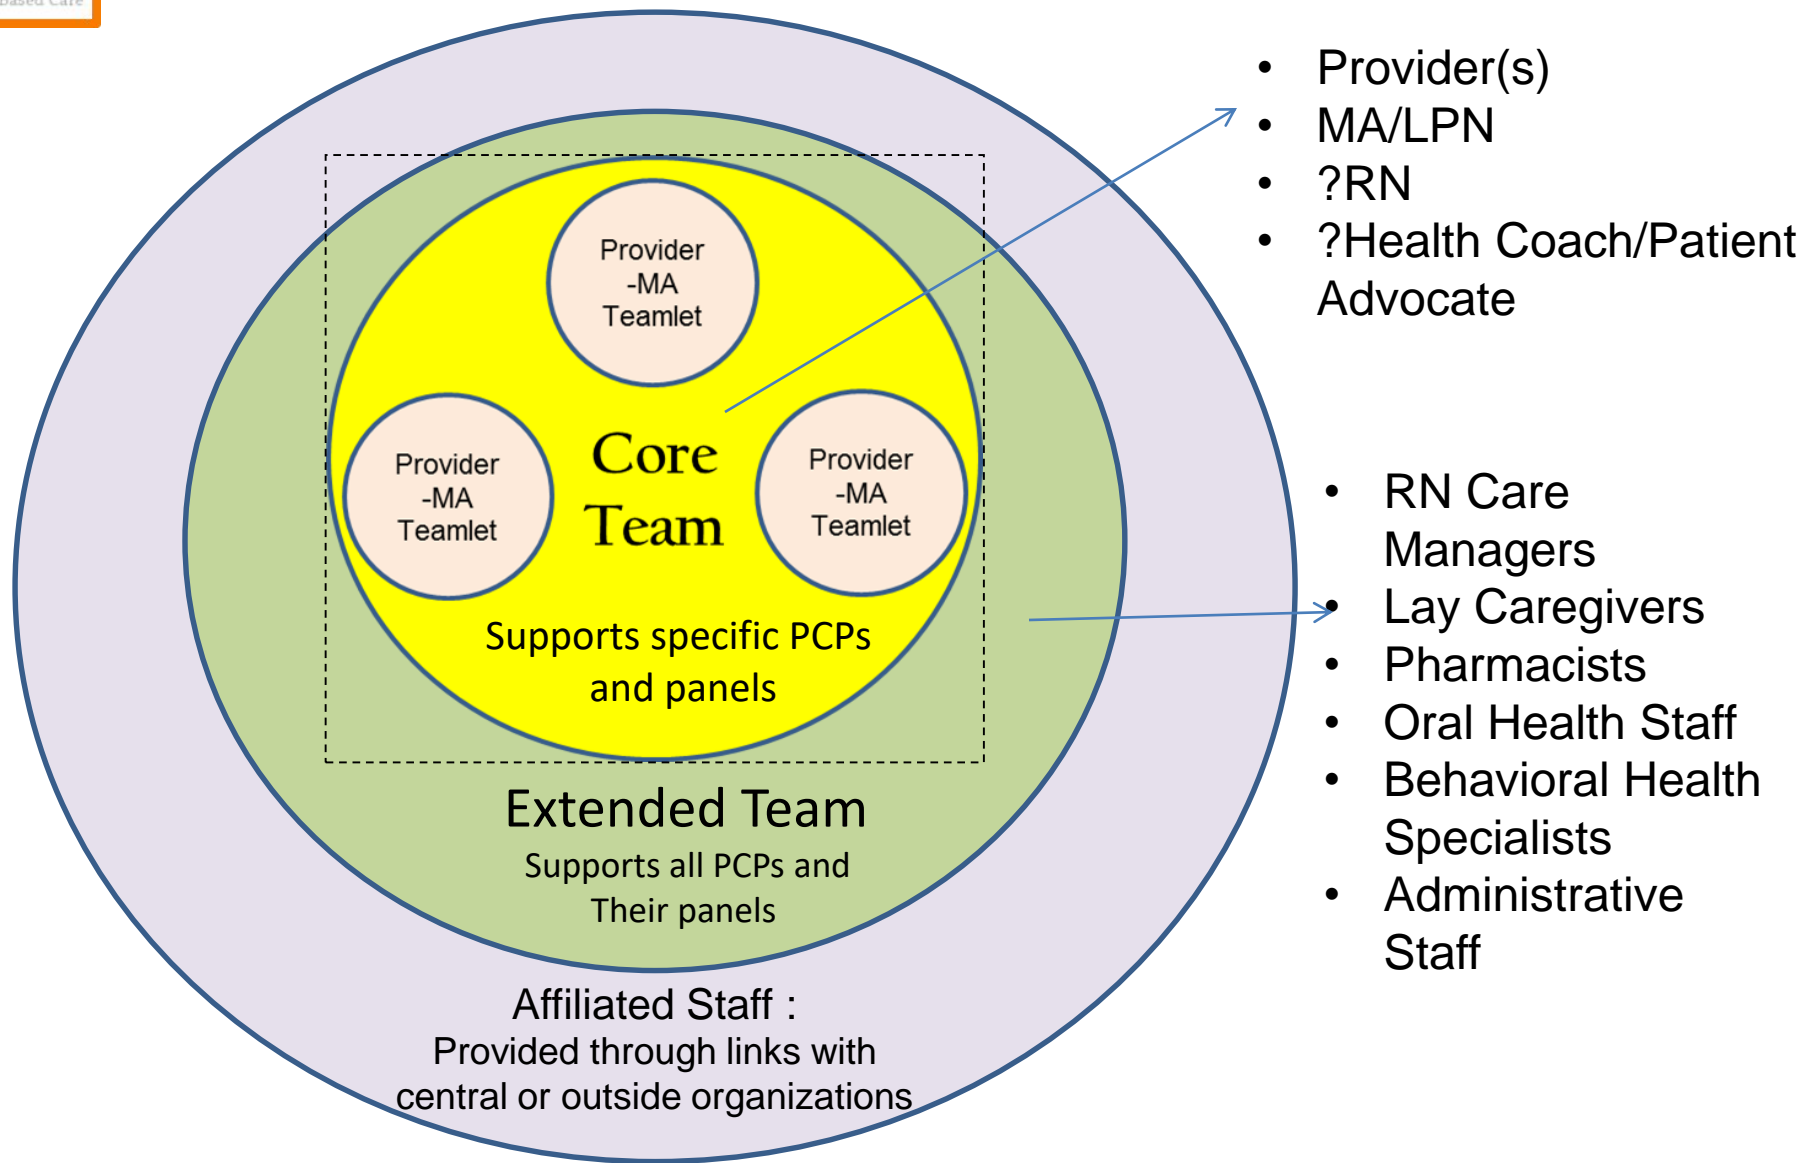 Based Care
• Provider(s)
• MA/LPN
• ?RN
• ?Health Coach/Patient
Advocate
Provider
-MA
Teamlet
Provider
-MA
Teamlet
Core
Team
Provider
-MA
Teamlet
Supports specific PCPs
and panels
Extended Team
Supports all PCPs and
Their panels
Affiliated Staff :
Provided through links with
central or outside organizations
• RN Care
Managers
• Lay Caregivers
• Pharmacists
• Oral Health Staff
• Behavioral Health
Specialists
• Administrative
Staff